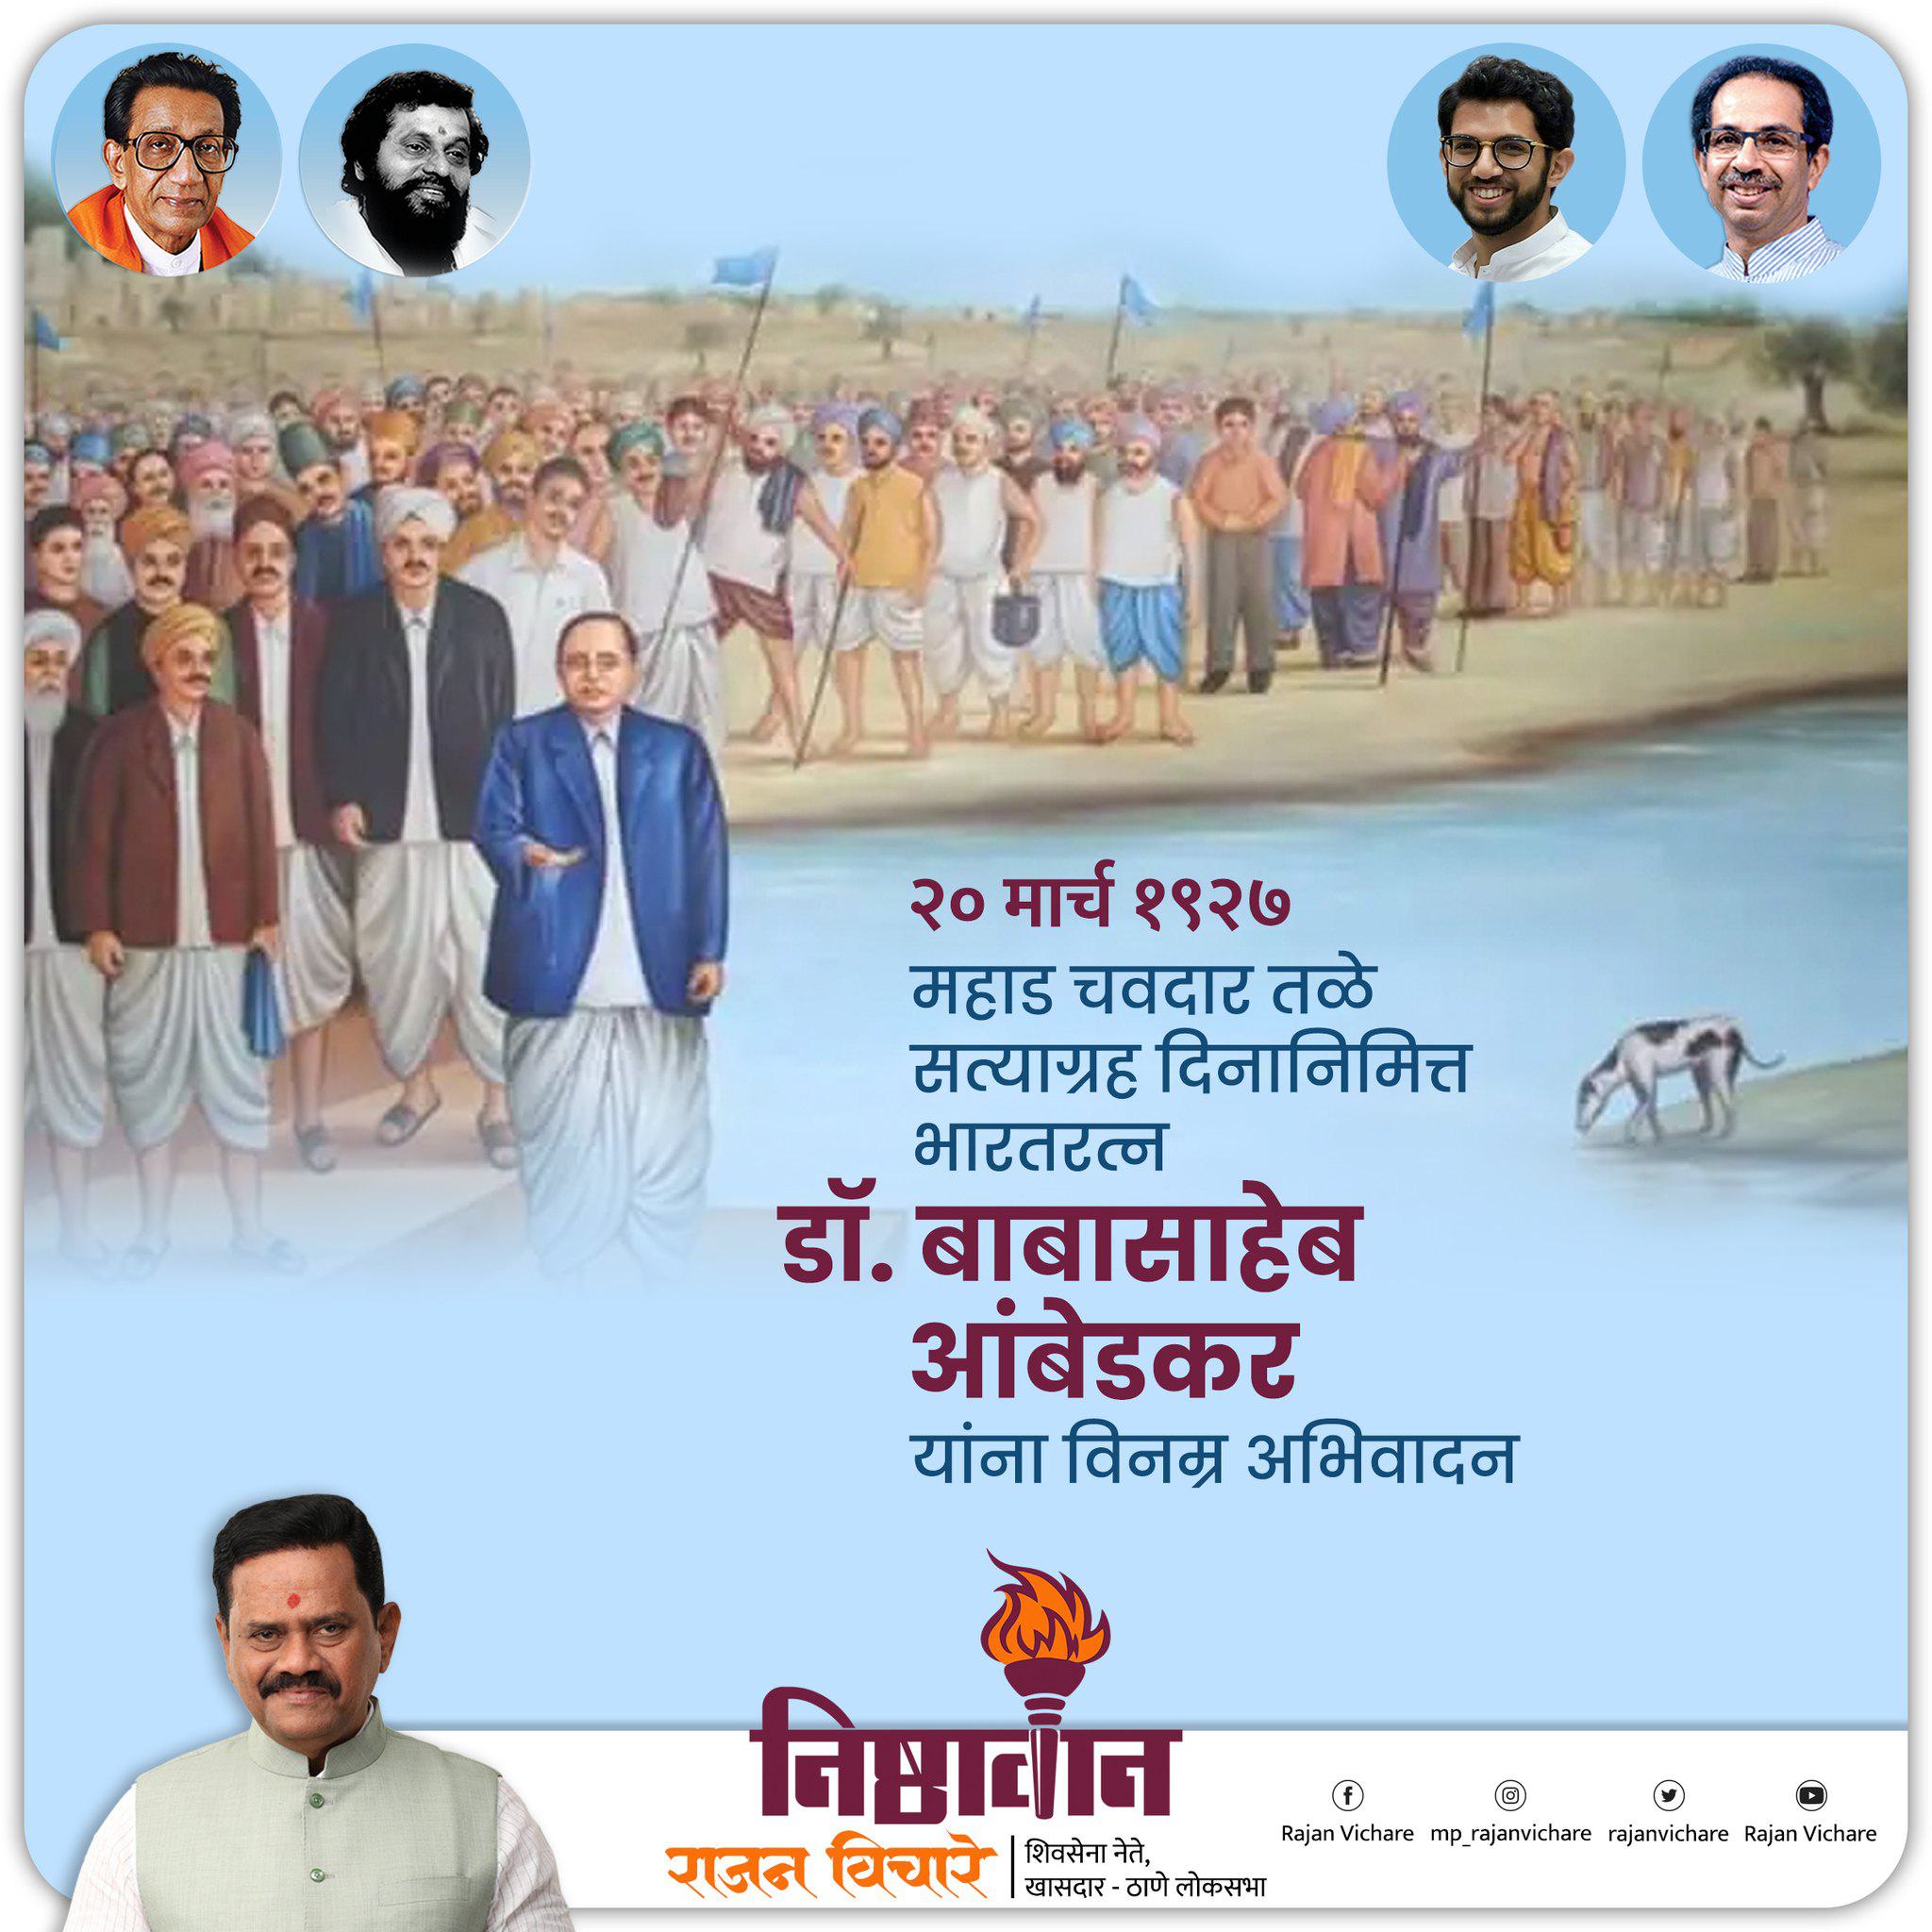 २० मार्च १९२७
महाड चवदार तळे
सत्याग्रह दिनानिमित्त
भारतरत्न
डॉ. बाबासाहेब
आंबेडकर
यांना विनम्र अभिवादन
निष्ठावान
राजन विचारे
शिवसेना नेते,
खासदार - ठाणे लोकसभा
Rajan Vichare mp_rajanvichare rajanvichare Rajan Vichare